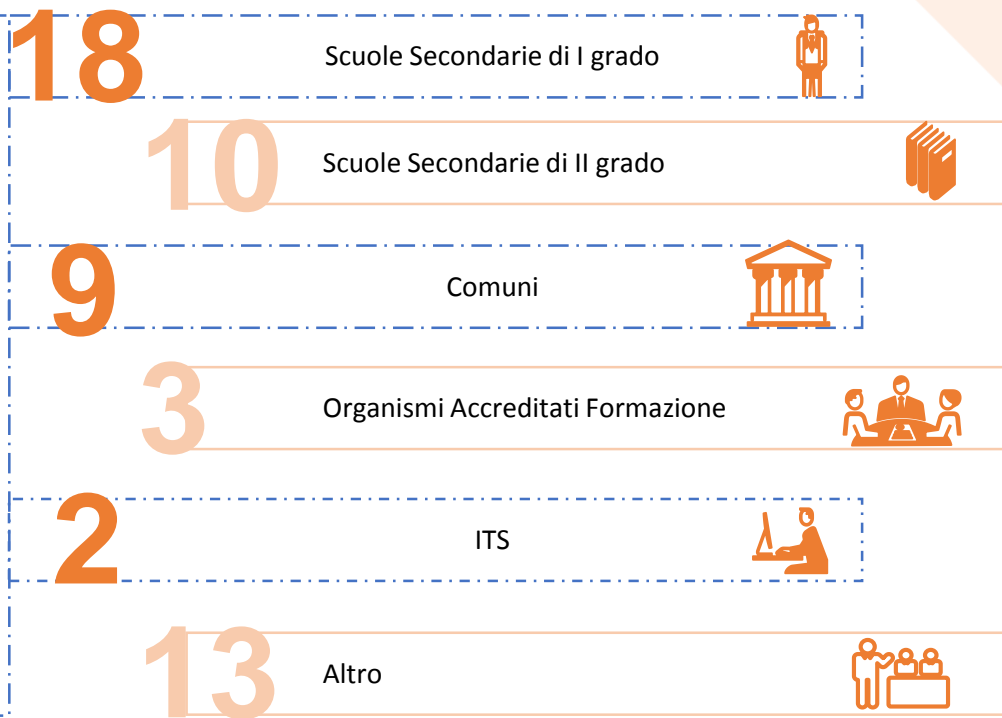 18
Scuole Secondarie di I grado
10
Scuole Secondarie di II grado
9
Comuni
3
Organismi Accreditati Formazione
2
ITS
13
Altro